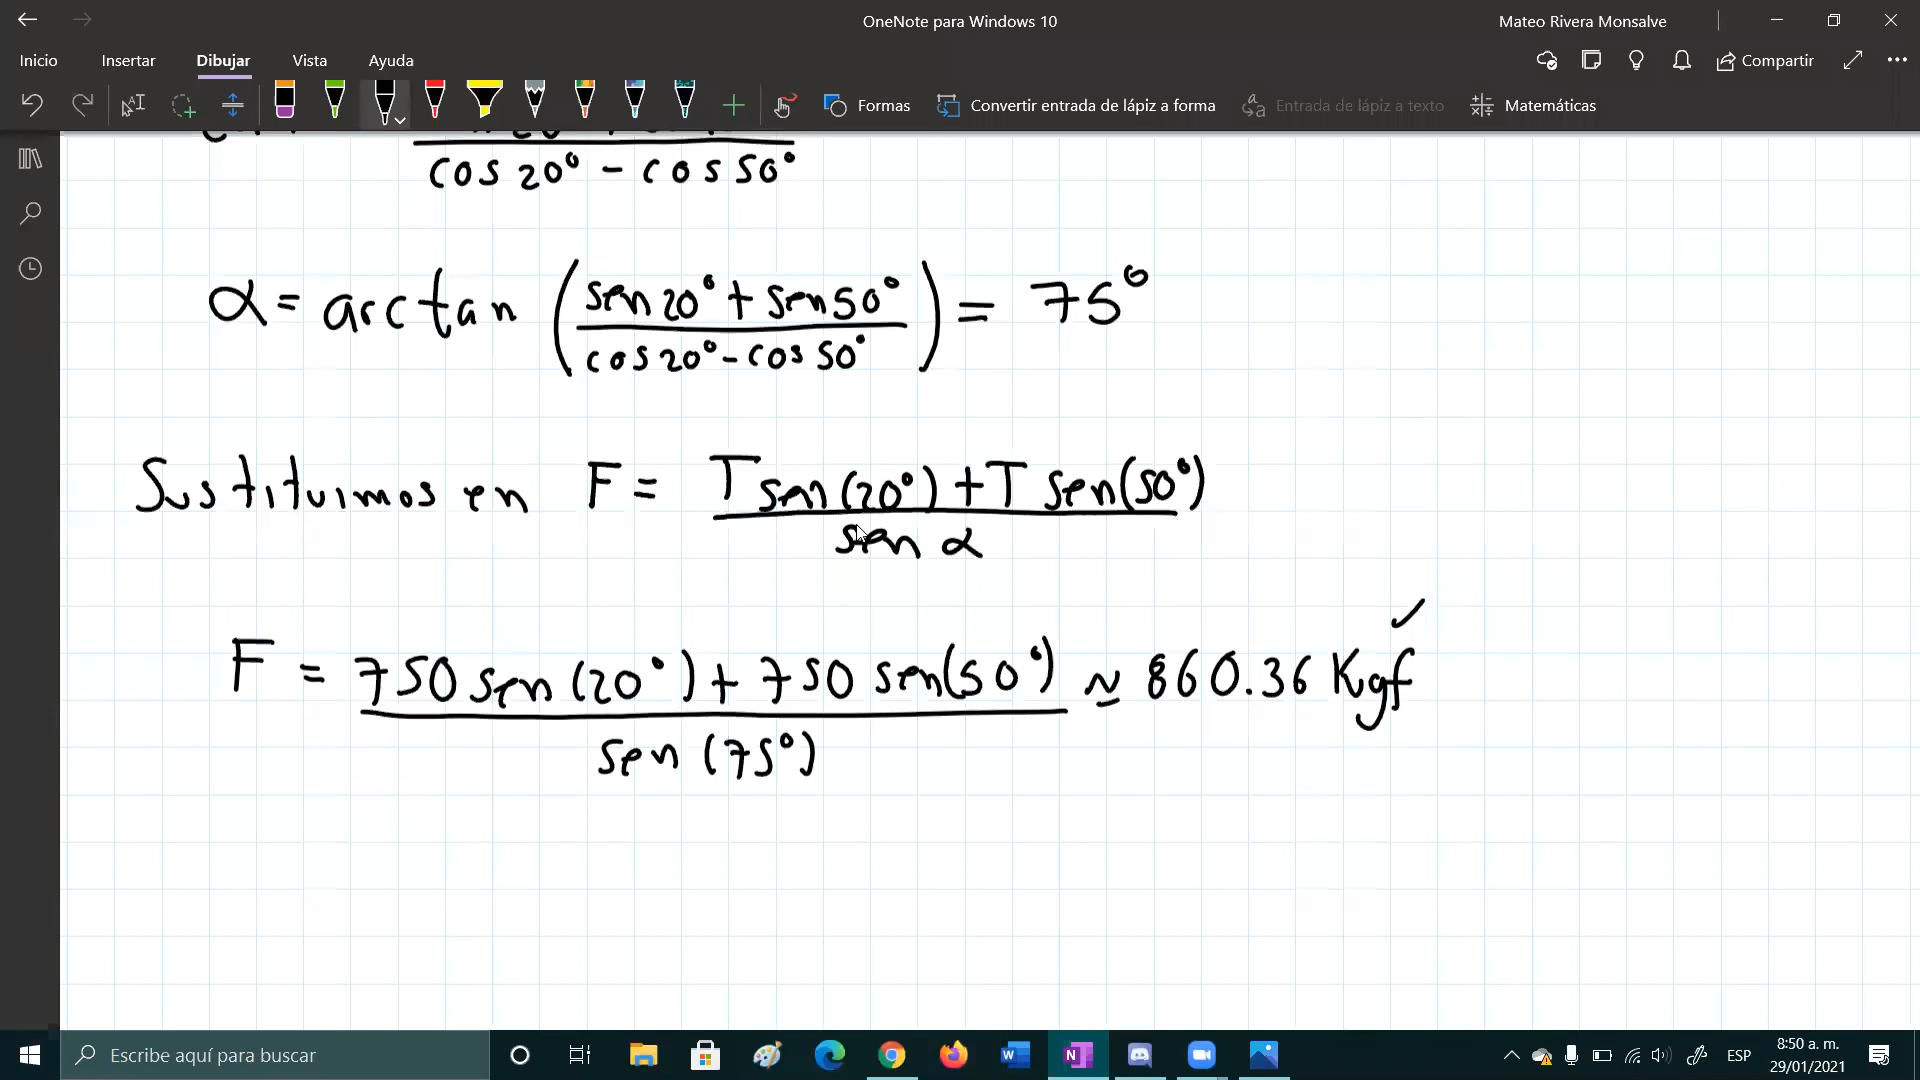 OneNote para Windows 10
Mateo Rivera Monsalve
Inicio Insertar Dibujar Vista Ayuda
Compartir
Formas Convertir entrada de lápiz a forma Entrada de lápiz a texto Matemáticas
cos 20° - cos 50°
α = arctan (sen 20° + sen 50° / cos 20° - cos 50°) = 75°
Sustituimos en F = T sen (20°) + T sen (50°)
sen α
F = 750 sen (20°) + 750 sen (50°) ≈ 860.36 Kgf ✓
sen (75°)
Escribe aquí para buscar
ESP
8:50 a. m.
29/01/2021